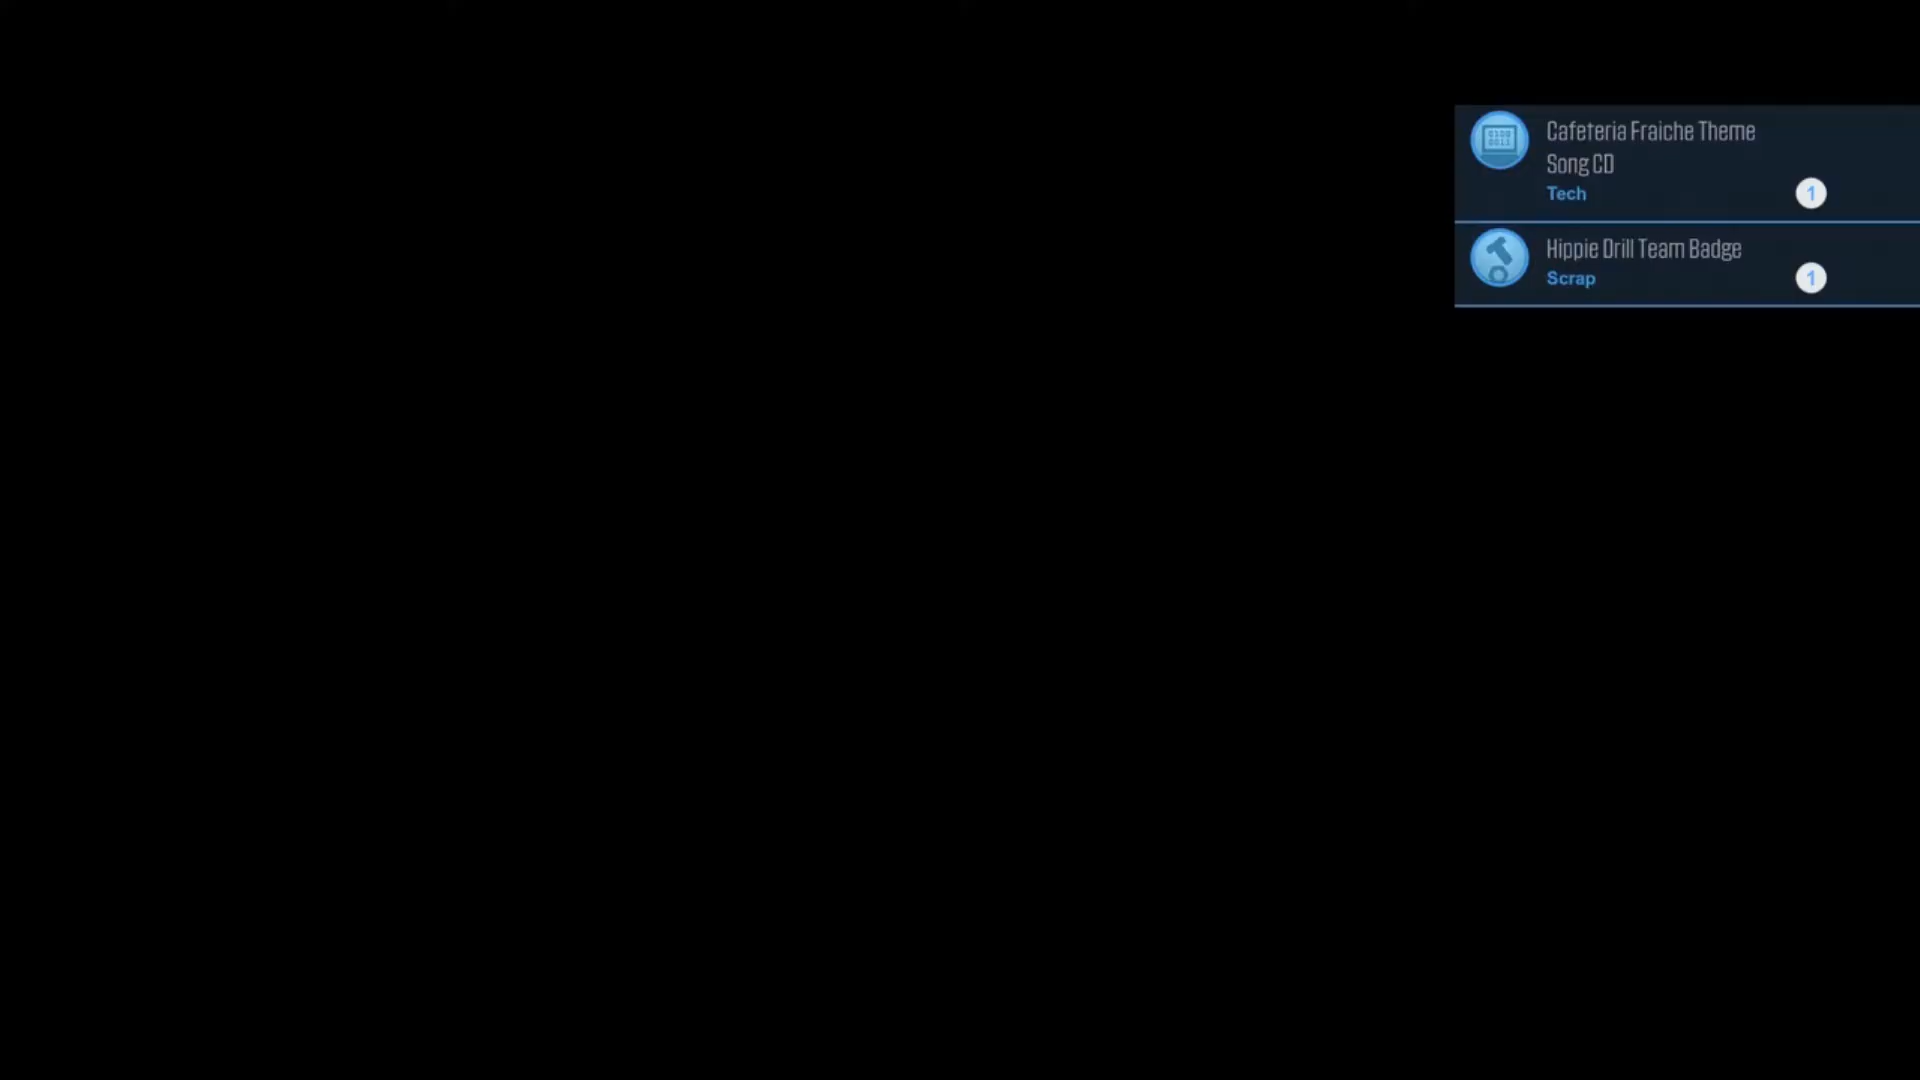 Cafeteria Fraiche Theme
Song CD
Tech
1
Hippie Drill Team Badge
Scrap
1